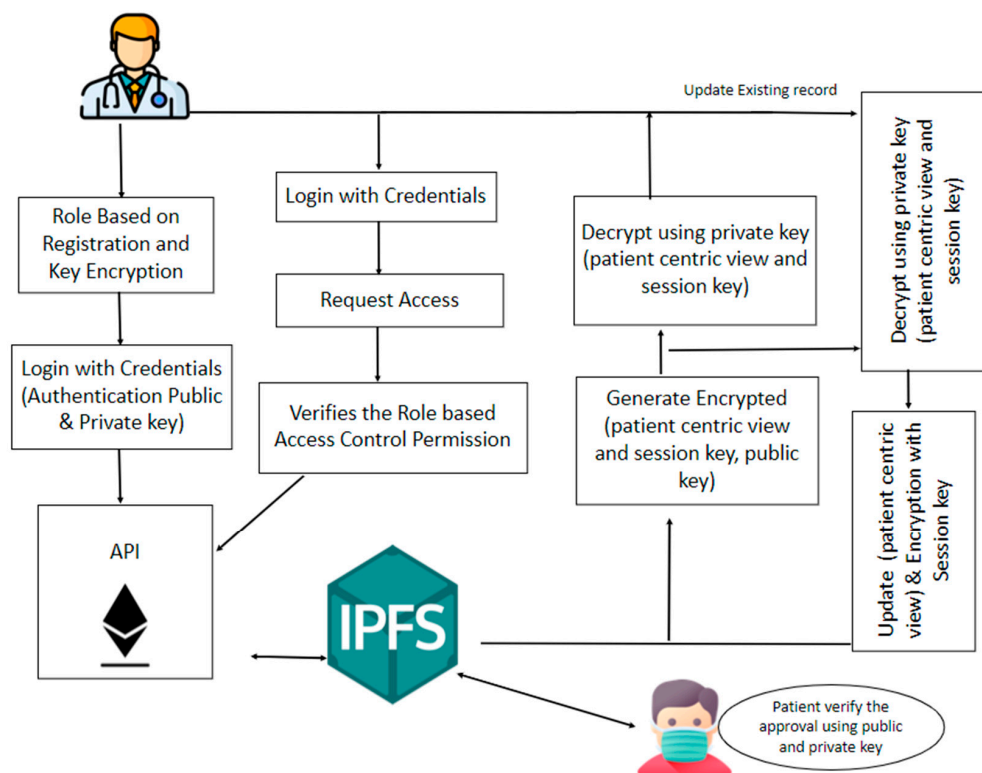 Update Existing record
Role Based on
Registration and
Key Encryption
Login with Credentials
(Authentication Public
& Private key)
API
Login with Credentials
Request Access
Verifies the Role based
Access Control Permission
IPFS
Decrypt using private key
(patient centric view and
session key)
Generate Encrypted
(patient centric view
and session key, public
key)
Decrypt using private key
(patient centric view and
session key)
Update (patient centric
view) & Encryption with
Session key
Patient verify the
approval using public
and private key